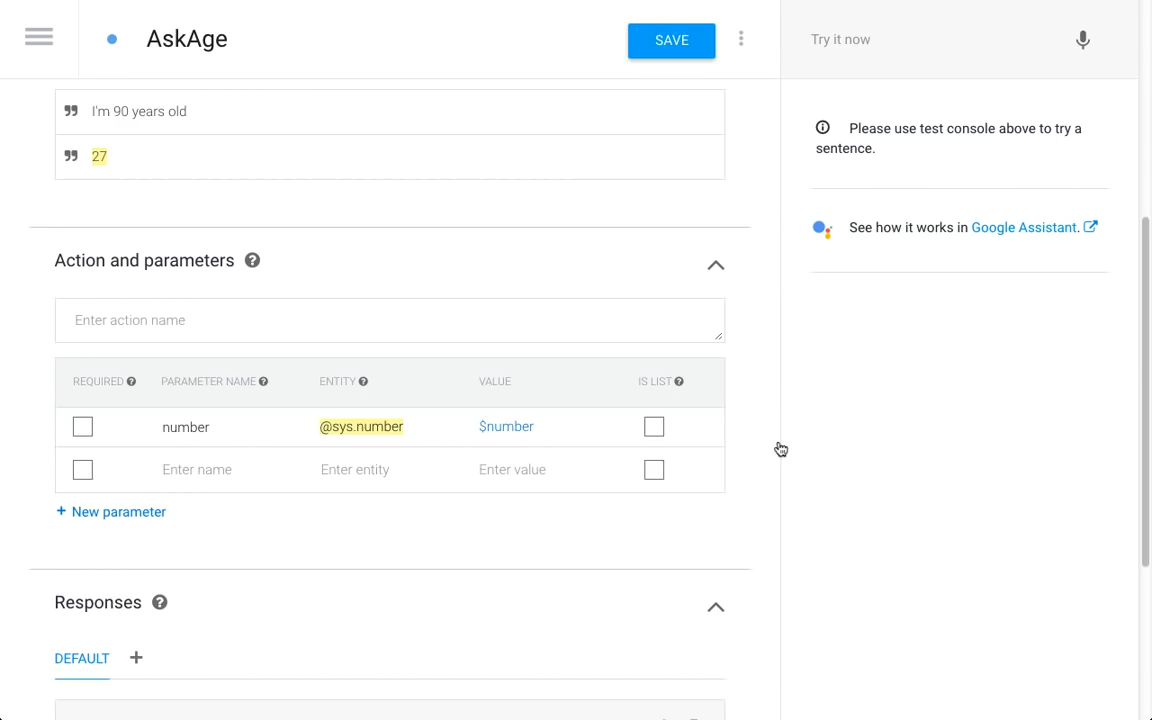 AskAge
SAVE
Try it now
I'm 90 years old
27
Please use test console above to try a
sentence.
See how it works in Google Assistant.
Action and parameters
Enter action name
REQUIRED PARAMETER NAME ENTITY VALUE IS LIST
number @sys.number $number
Enter name Enter entity Enter value
+ New parameter
Responses
DEFAULT +